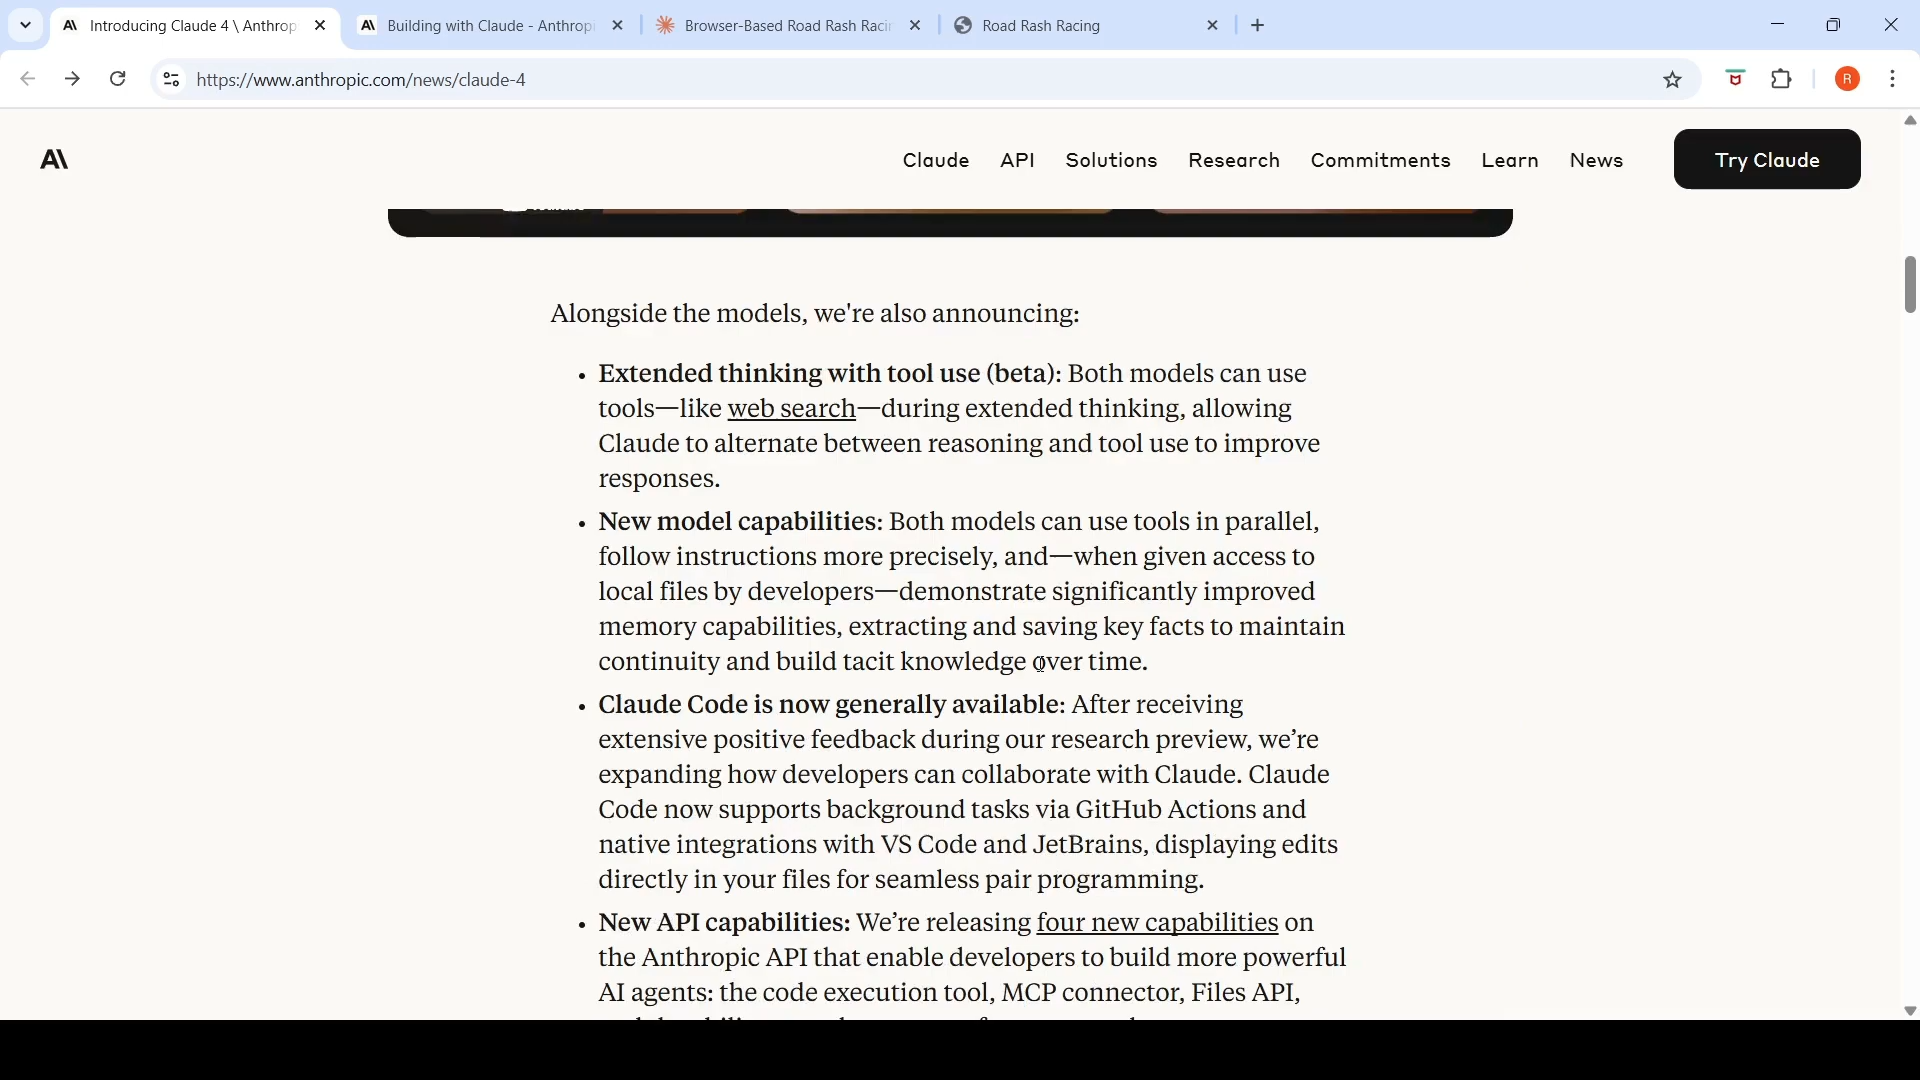 Introducing Claude 4 \ Anthrop
Building with Claude - Anthropi
Browser-Based Road Rash Racin
Road Rash Racing
https://www.anthropic.com/news/claude-4
R
A\
Claude
API
Solutions
Research
Commitments
Learn
News
Try Claude
Alongside the models, we're also announcing:
• Extended thinking with tool use (beta): Both models can use
tools—like web search—during extended thinking, allowing
Claude to alternate between reasoning and tool use to improve
responses.
• New model capabilities: Both models can use tools in parallel,
follow instructions more precisely, and—when given access to
local files by developers—demonstrate significantly improved
memory capabilities, extracting and saving key facts to maintain
continuity and build tacit knowledge over time.
• Claude Code is now generally available: After receiving
extensive positive feedback during our research preview, we’re
expanding how developers can collaborate with Claude. Claude
Code now supports background tasks via GitHub Actions and
native integrations with VS Code and JetBrains, displaying edits
directly in your files for seamless pair programming.
• New API capabilities: We’re releasing four new capabilities on
the Anthropic API that enable developers to build more powerful
AI agents: the code execution tool, MCP connector, Files API,